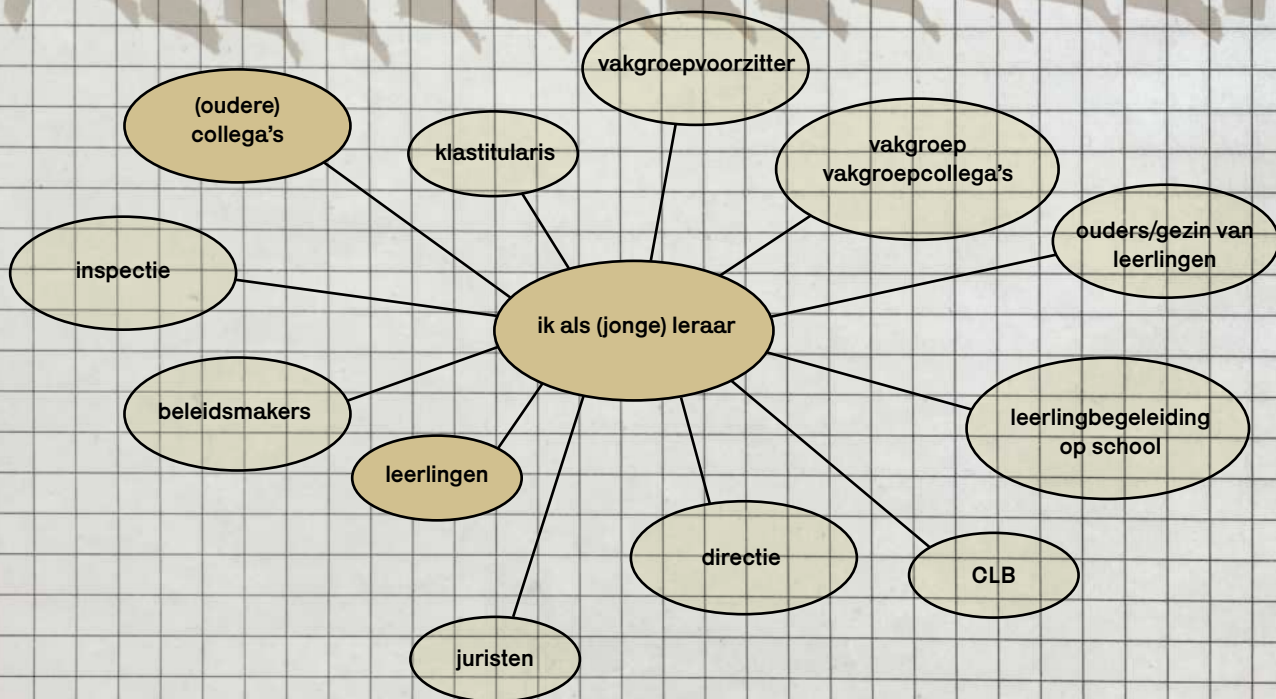 vakgroepvoorzitter
(oudere)
collega's
klastitularis
vakgroep
vakgroepcollega's
ouders/gezin van
leerlingen
inspectie
ik als (jonge) leraar
beleidsmakers
leerlingbegeleiding
op school
leerlingen
directie
CLB
juristen